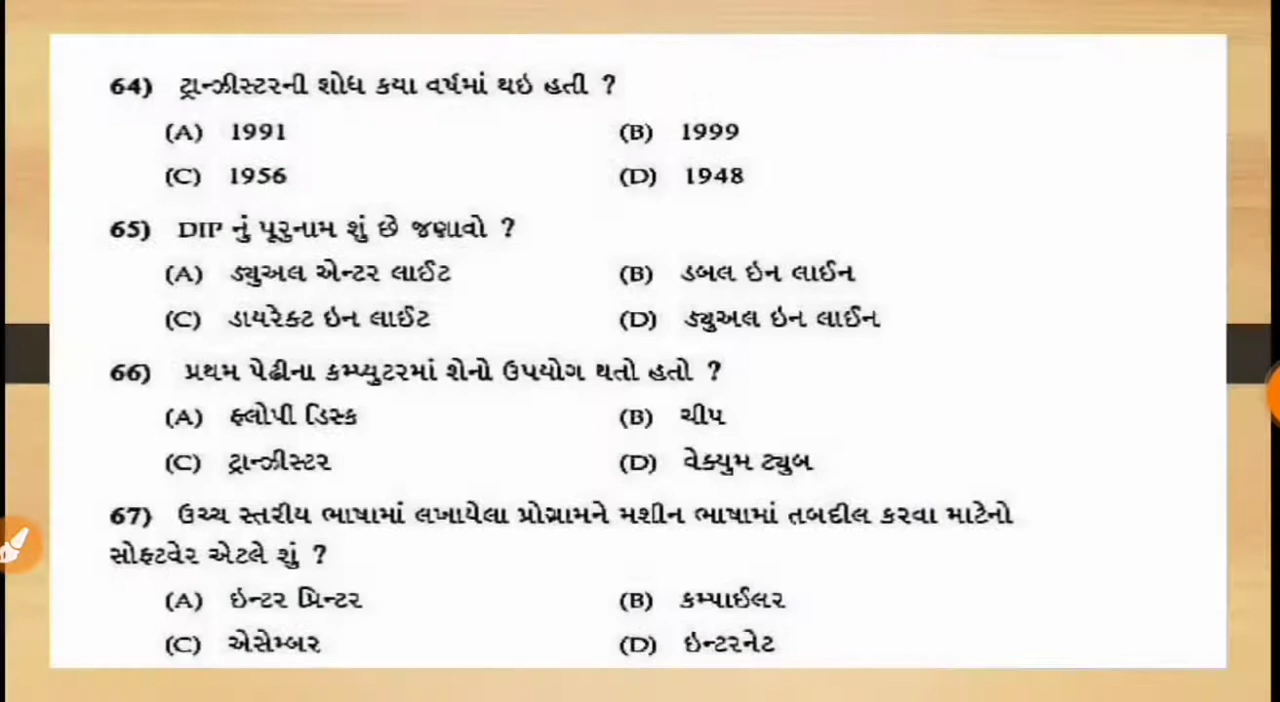 64) ટ્રાન્ઝીસ્ટરની શોધ કયા વર્ષમાં થઇ હતી ?
(A) 1991 (B) 1999
(C) 1956 (D) 1948
65) DIP નું પૂરુનામ શું છે જણાવો ?
(A) ડ્યુઅલ એન્ટર લાઈટ (B) ડબલ ઇન લાઈન
(C) ડાયરેક્ટ ઇન લાઈટ (D) ડ્યુઅલ ઇન લાઈન
66) પ્રથમ પેઢીના કમ્પ્યુટરમાં શેનો ઉપયોગ થતો હતો ?
(A) ફ્લોપી ડિસ્ક (B) ચીપ
(C) ટ્રાન્ઝીસ્ટર (D) વેક્યુમ ટ્યુબ
67) ઉચ્ચ સ્તરીય ભાષામાં લખાયેલા પ્રોગ્રામને મશીન ભાષામાં તબદીલ કરવા માટેનો
સોફ્ટવેર એટલે શું ?
(A) ઇન્ટર પ્રિન્ટર (B) કમ્પાઈલર
(C) એસેમ્બર (D) ઇન્ટરનેટ